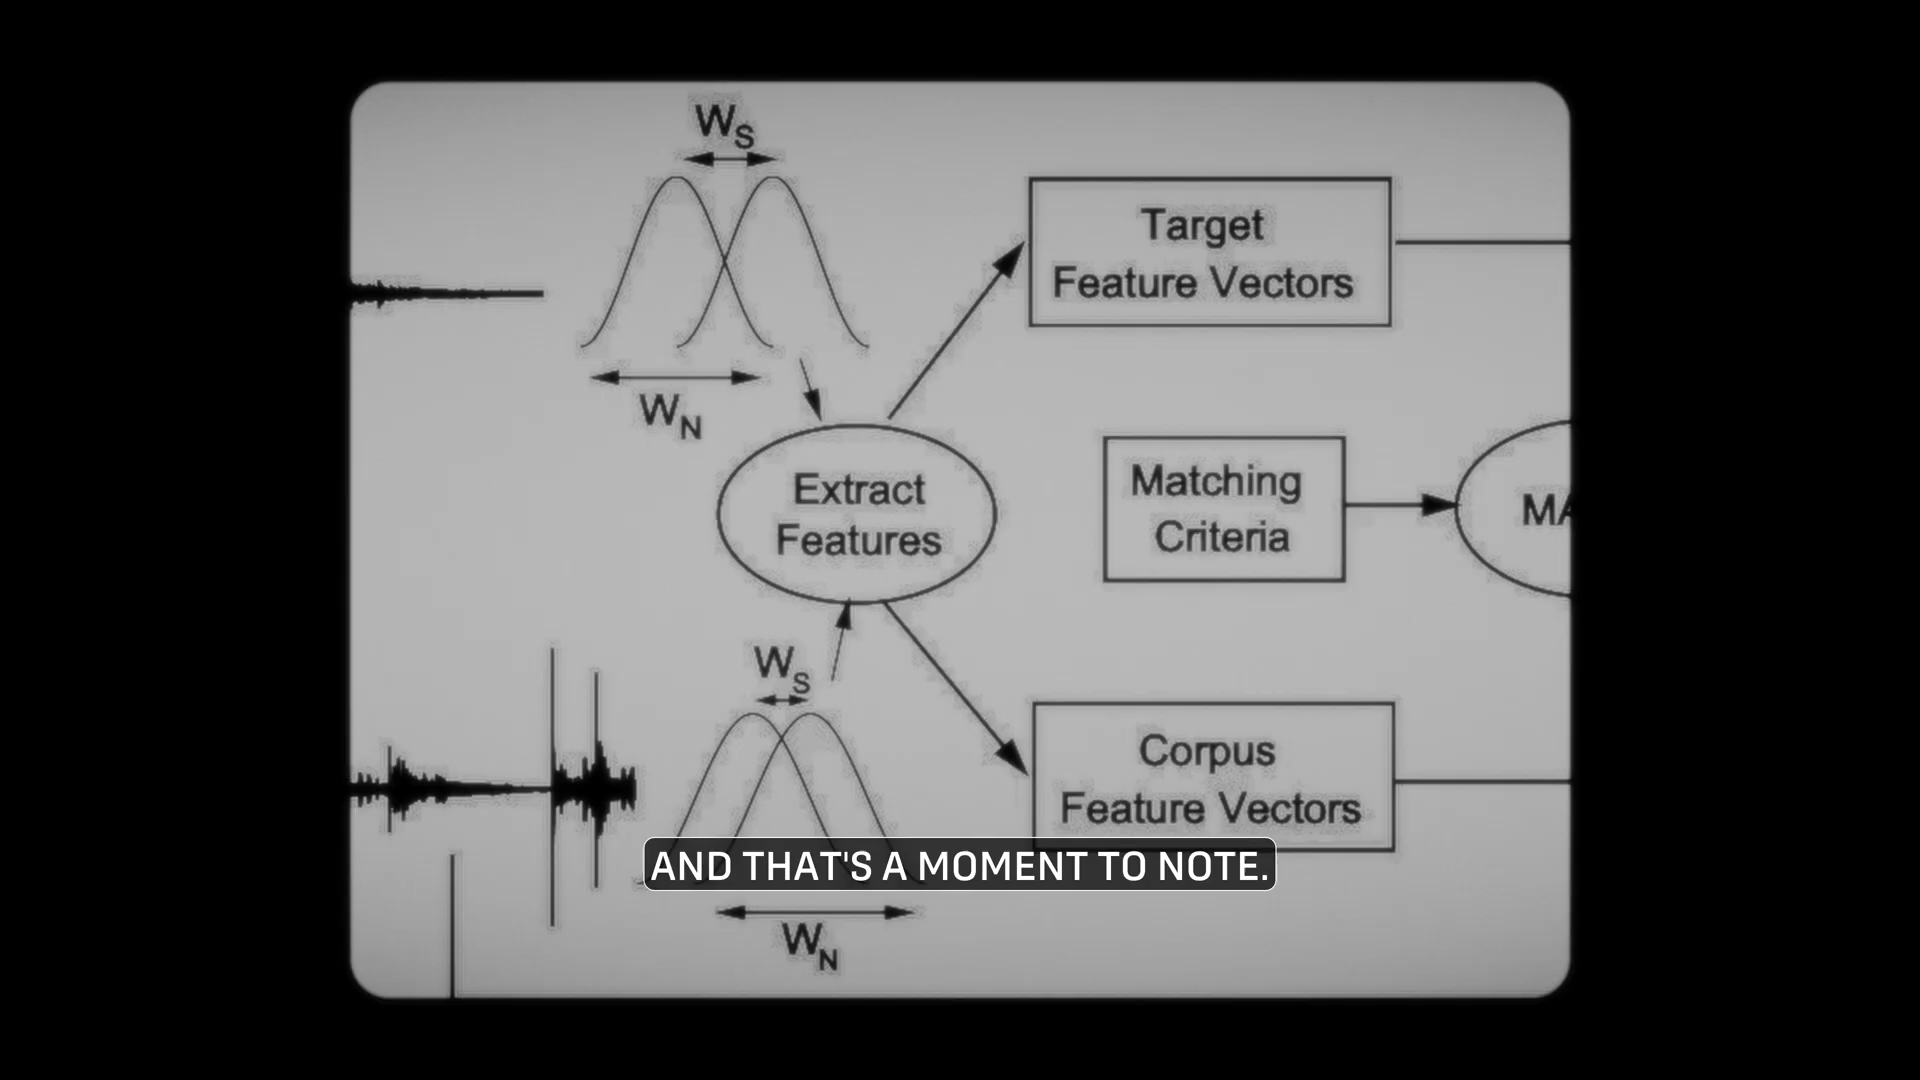 WS
Target
Feature Vectors
WN
Extract
Features
Matching
Criteria
MA
WS
Corpus
Feature Vectors
AND THAT'S A MOMENT TO NOTE.
WN